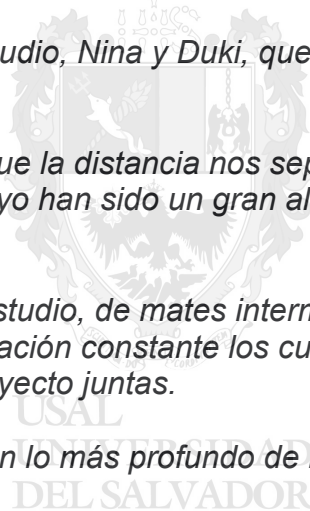 udio, Nina y Duki, que
ue la distancia nos sep
yo han sido un gran al
studio, de mates intern
ación constante los cu
yecto juntas.
n lo más profundo de
USAL
UNIVERSIDAD
DEL SALVADOR